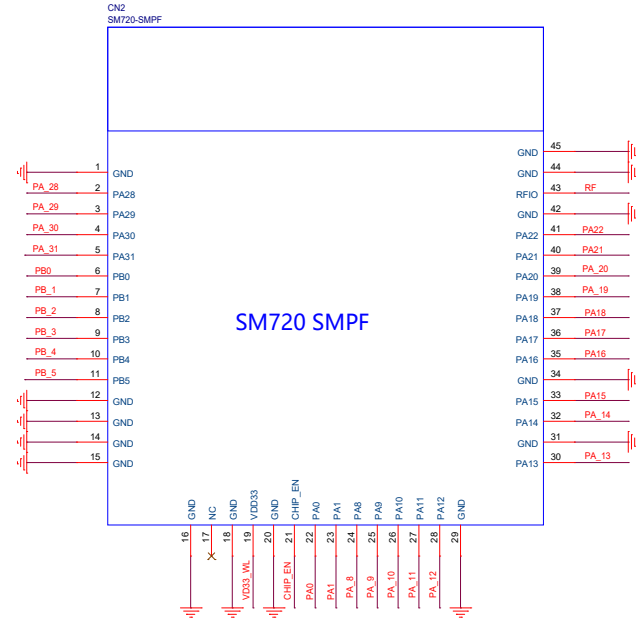 CN2
SM720-SMPF
1 GND
PA_28 2 PA28
PA_29 3 PA29
PA_30 4 PA30
PA_31 5 PA31
PB0 6 PB0
PB_1 7 PB1
PB_2 8 PB2
PB_3 9 PB3
PB_4 10 PB4
PB_5 11 PB5
12 GND
13 GND
14 GND
15 GND
SM720 SMPF
GND 45
GND 44
RFIO 43 RF
GND 42
PA22 41 PA22
PA21 40 PA21
PA20 39 PA_20
PA19 38 PA_19
PA18 37 PA18
PA17 36 PA17
PA16 35 PA16
GND 34
PA15 33 PA15
PA14 32 PA_14
GND 31
PA13 30 PA_13
GND 16
NC 17
GND 18
VDD33 19 VD33_WL
GND 20
CHIP_EN 21 CHIP_EN
PA0 22 PA0
PA1 23 PA1
PA8 24 PA_8
PA9 25 PA_9
PA10 26 PA_10
PA11 27 PA_11
PA12 28 PA_12
GND 29